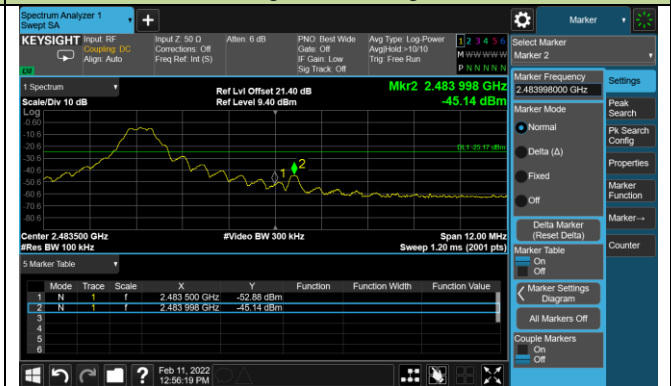 Spectrum Analyzer 1
Swept SA
+
Marker
KEYSIGHT
Input: RF
Coupling: DC
Align: Auto
Input Z: 50 Ω
Corrections: Off
Freq Ref: Int (S)
Atten: 6 dB
PNO: Best Wide
Gate: Off
IF Gain: Low
Sig Track: Off
Avg Type: Log-Power
Avg|Hold:>10/10
Trig: Free Run
1 2 3 4 5 6
M W W W W W
P N N N N N
Select Marker
Marker 2
1 Spectrum
Scale/Div 10 dB
Ref Lvl Offset 21.40 dB
Ref Level 9.40 dBm
Mkr2 2.483 998 GHz
-45.14 dBm
Log
-0.60
-10.6
-20.6
-30.6
-40.6
-50.6
-60.6
-70.6
-80.6
DL1 -25.17 dBm
1
2
Center 2.483500 GHz
#Res BW 100 kHz
#Video BW 300 kHz
Span 12.00 MHz
Sweep 1.20 ms (2001 pts)
5 Marker Table
Mode Trace Scale X Y Function Function Width Function Value
1 N 1 f 2.483 500 GHz -52.88 dBm
2 N 1 f 2.483 998 GHz -45.14 dBm
3
4
5
6
Marker Frequency
2.483998000 GHz
Marker Mode
Normal
Delta (Δ)
Fixed
Off
Delta Marker
(Reset Delta)
Marker Table
On
Off
Marker Settings
Diagram
All Markers Off
Couple Markers
On
Off
Settings
Peak
Search
Pk Search
Config
Properties
Marker
Function
Marker→
Counter
?
Feb 11, 2022
12:56:19 PM